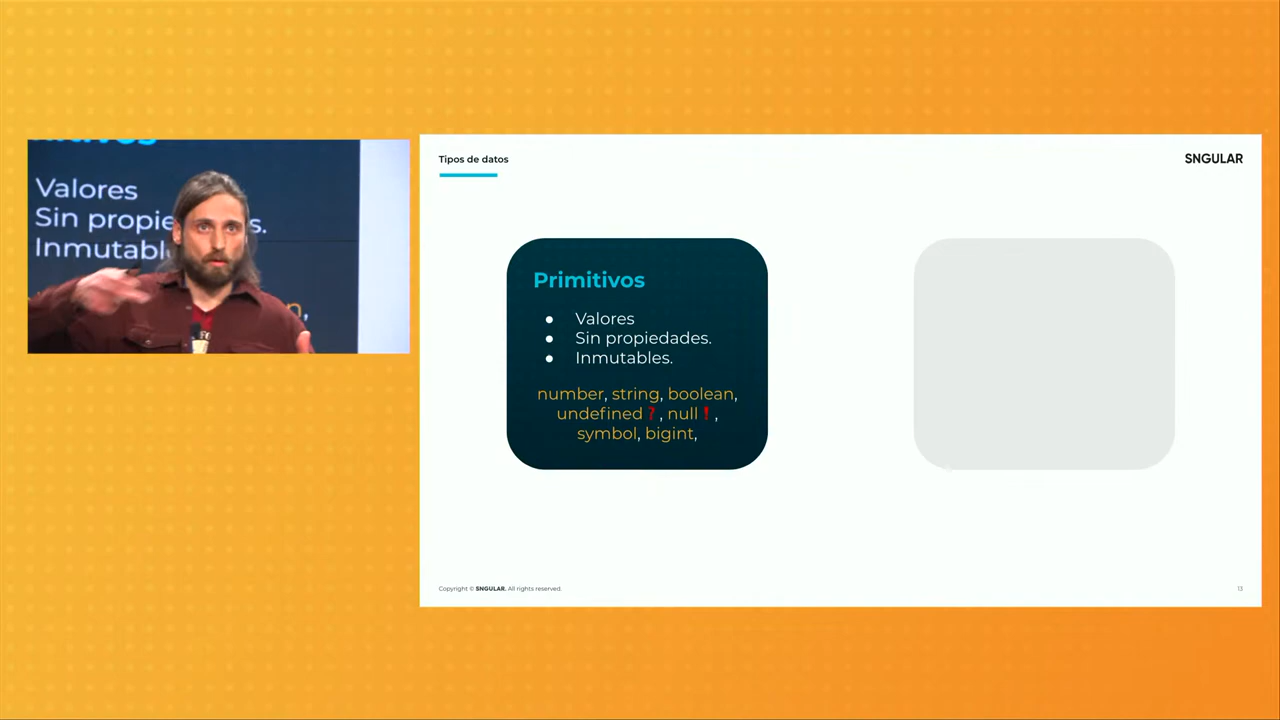 Valores
Sin propie s.
Inmutabl
n,
Tipos de datos
SNGULAR
Primitivos
● Valores
● Sin propiedades.
● Inmutables.
number, string, boolean,
undefined ? , null ! ,
symbol, bigint,
Copyright © SNGULAR. All rights reserved.
13